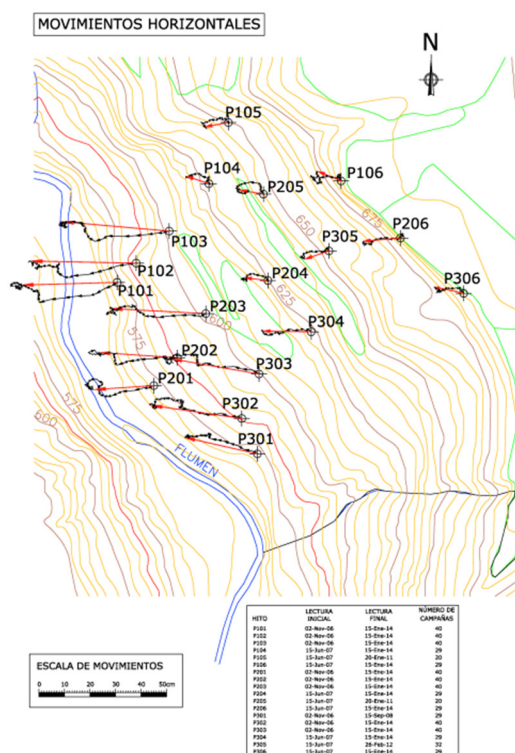 MOVIMIENTOS HORIZONTALES
N
P105
P104
P106
P205
650
675
P103
P206
P305
P102
P204
P306
P101
625
P203
600
P304
575
P202
P303
P201
575
600
P302
P301
FLUMEN
HITO LECTURA INICIAL LECTURA FINAL NÚMERO DE CAMPAÑAS
P101 02-Nov-06 15-Ene-14 40
P102 02-Nov-06 15-Ene-14 40
P103 02-Nov-06 15-Ene-14 40
P104 15-Jun-07 15-Ene-14 29
P105 15-Jun-07 20-Ene-11 20
P106 15-Jun-07 15-Ene-14 29
P201 02-Nov-06 15-Ene-14 40
P202 02-Nov-06 15-Ene-14 40
P203 02-Nov-06 15-Ene-14 40
P204 15-Jun-07 15-Ene-14 29
P205 15-Jun-07 20-Ene-11 20
P206 15-Jun-07 15-Ene-14 29
P301 02-Nov-06 15-Sep-08 29
P302 02-Nov-06 15-Ene-14 40
P303 02-Nov-06 15-Ene-14 40
P304 15-Jun-07 15-Ene-14 29
P305 15-Jun-07 28-Feb-12 32
P306 15-Jun-07 15-Ene-14 29
ESCALA DE MOVIMIENTOS
0 10 20 30 40 50cm